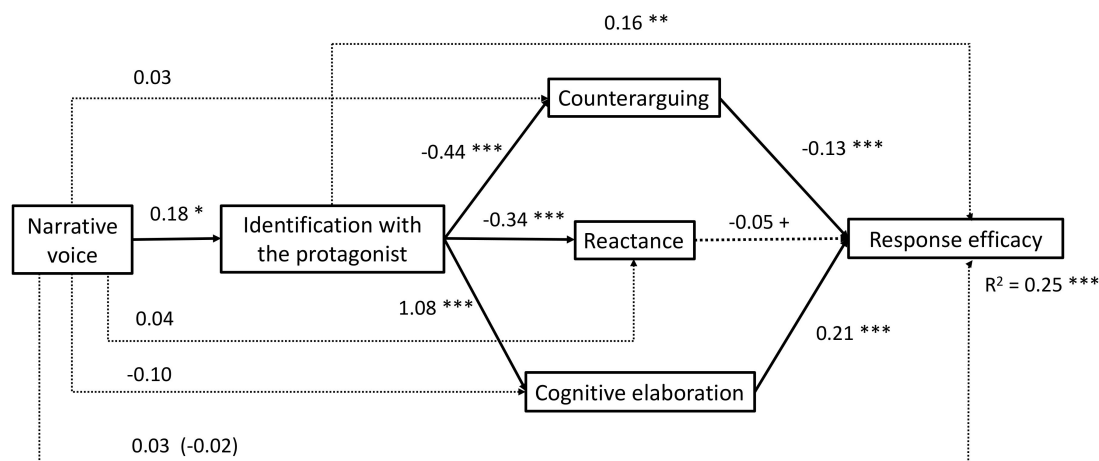 0.16 **
0.03
Counterarguing
-0.44 ***
-0.13 ***
Narrative
voice
0.18 *
Identification with
the protagonist
-0.34 ***
Reactance
-0.05 +
Response efficacy
R² = 0.25 ***
1.08 ***
0.04
0.21 ***
-0.10
Cognitive elaboration
0.03 (-0.02)